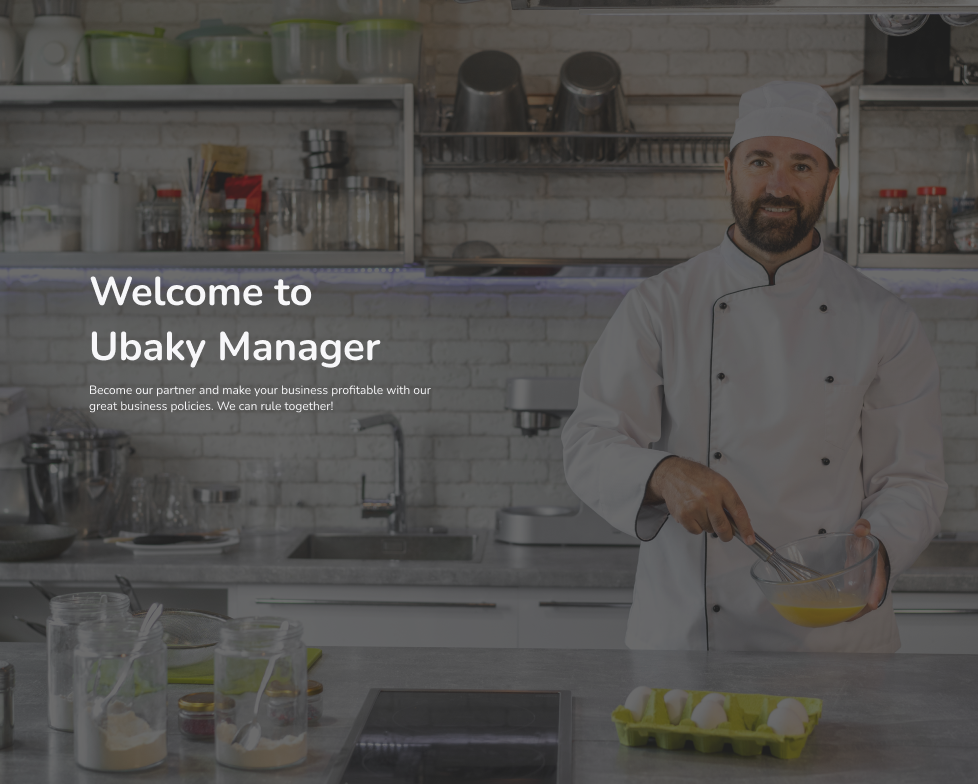 Welcome to
Ubaky Manager
Become our partner and make your business profitable with our
great business policies. We can rule together!